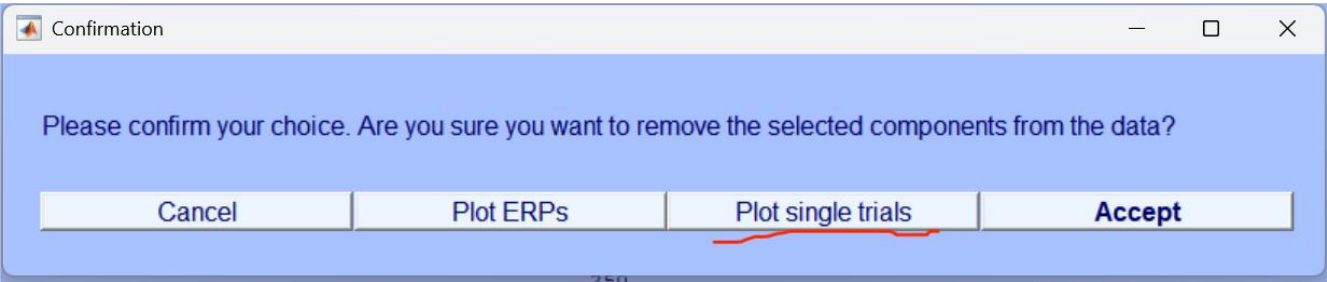 Confirmation
Please confirm your choice. Are you sure you want to remove the selected components from the data?
Cancel Plot ERPs Plot single trials Accept